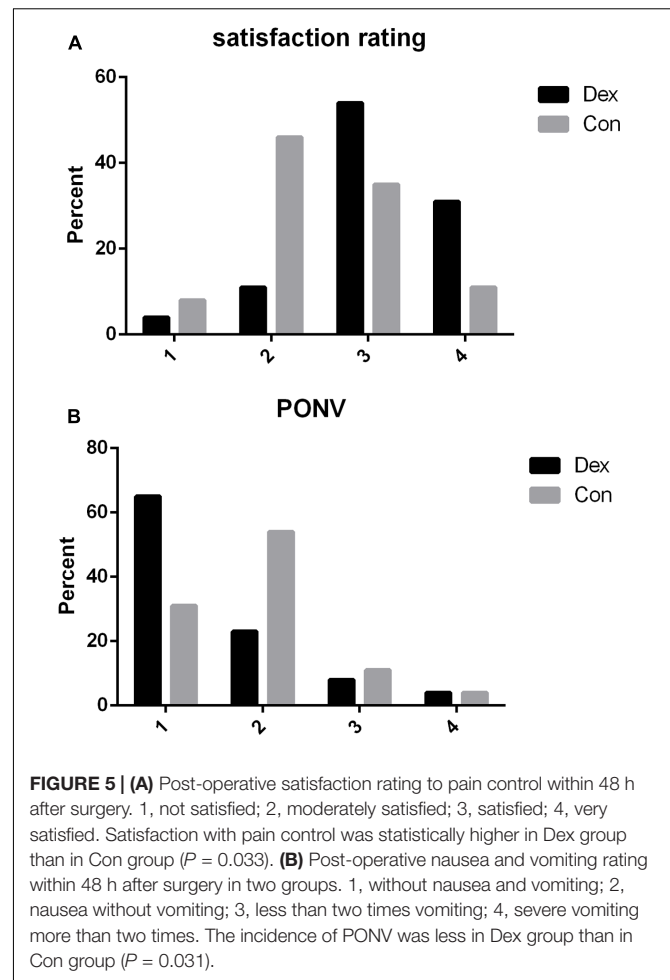 A
satisfaction rating
60
40
20
0
Percent
Dex
Con
1
2
3
4
B
PONV
80
60
40
20
0
Percent
Dex
Con
1
2
3
4
FIGURE 5 | (A) Post-operative satisfaction rating to pain control within 48 h
after surgery. 1, not satisfied; 2, moderately satisfied; 3, satisfied; 4, very
satisfied. Satisfaction with pain control was statistically higher in Dex group
than in Con group (P = 0.033). (B) Post-operative nausea and vomiting rating
within 48 h after surgery in two groups. 1, without nausea and vomiting; 2,
nausea without vomiting; 3, less than two times vomiting; 4, severe vomiting
more than two times. The incidence of PONV was less in Dex group than in
Con group (P = 0.031).